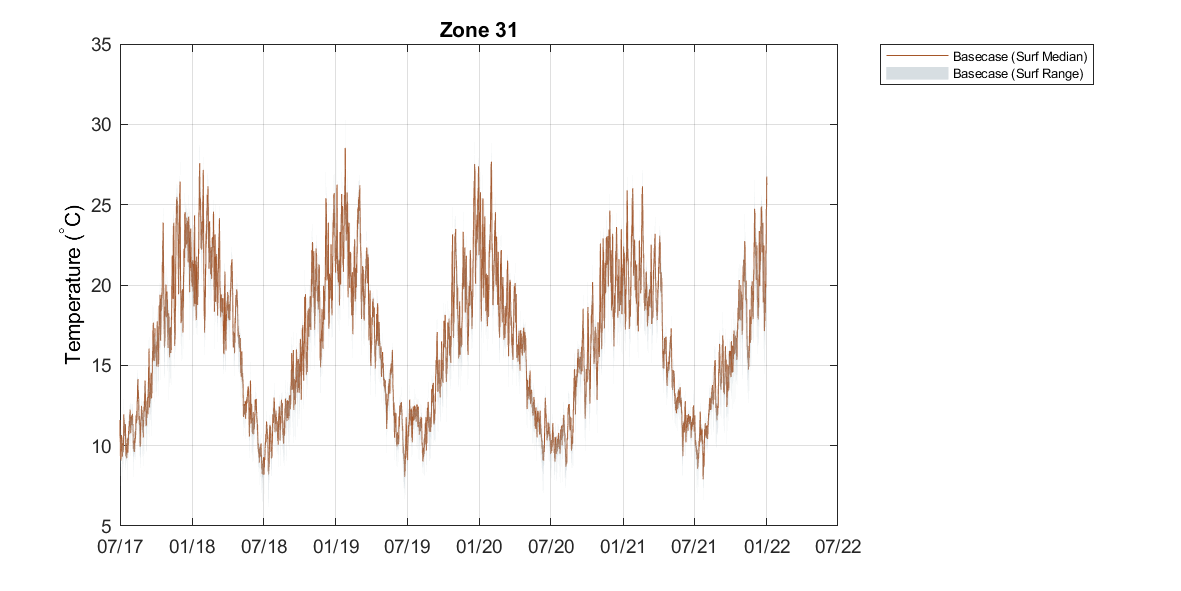 Zone 31
Basecase (Surf Median)
Basecase (Surf Range)
35
30
25
20
15
10
5
Temperature (°C)
07/17 01/18 07/18 01/19 07/19 01/20 07/20 01/21 07/21 01/22 07/22